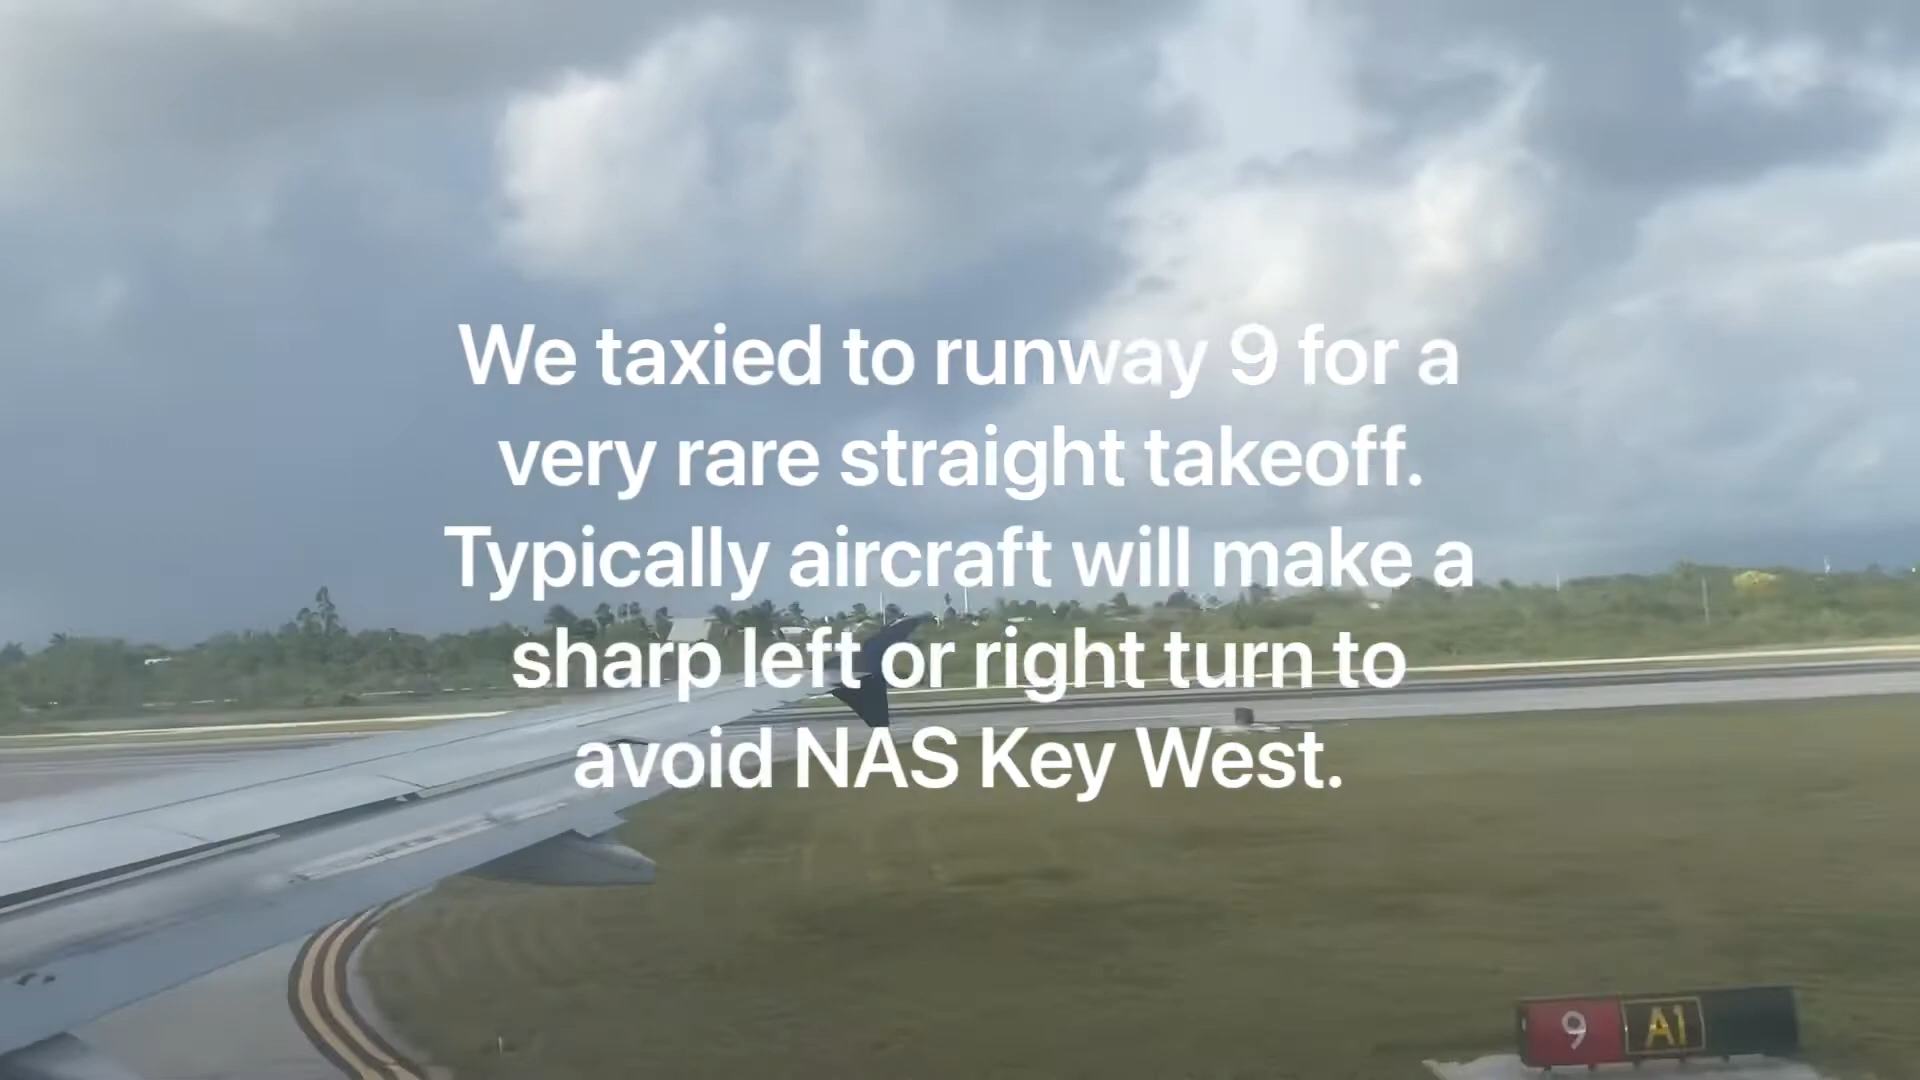 We taxied to runway 9 for a
very rare straight takeoff.
Typically aircraft will make a
sharp left or right turn to
avoid NAS Key West.
9 A1